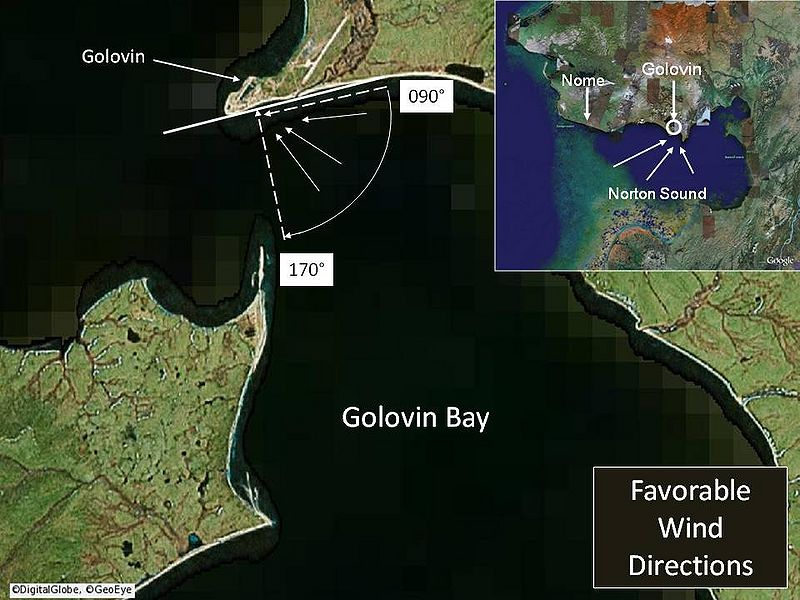 Golovin
090°
170°
Nome
Golovin
Norton Sound
Google
Golovin Bay
Favorable
Wind
Directions
©DigitalGlobe, ©GeoEye